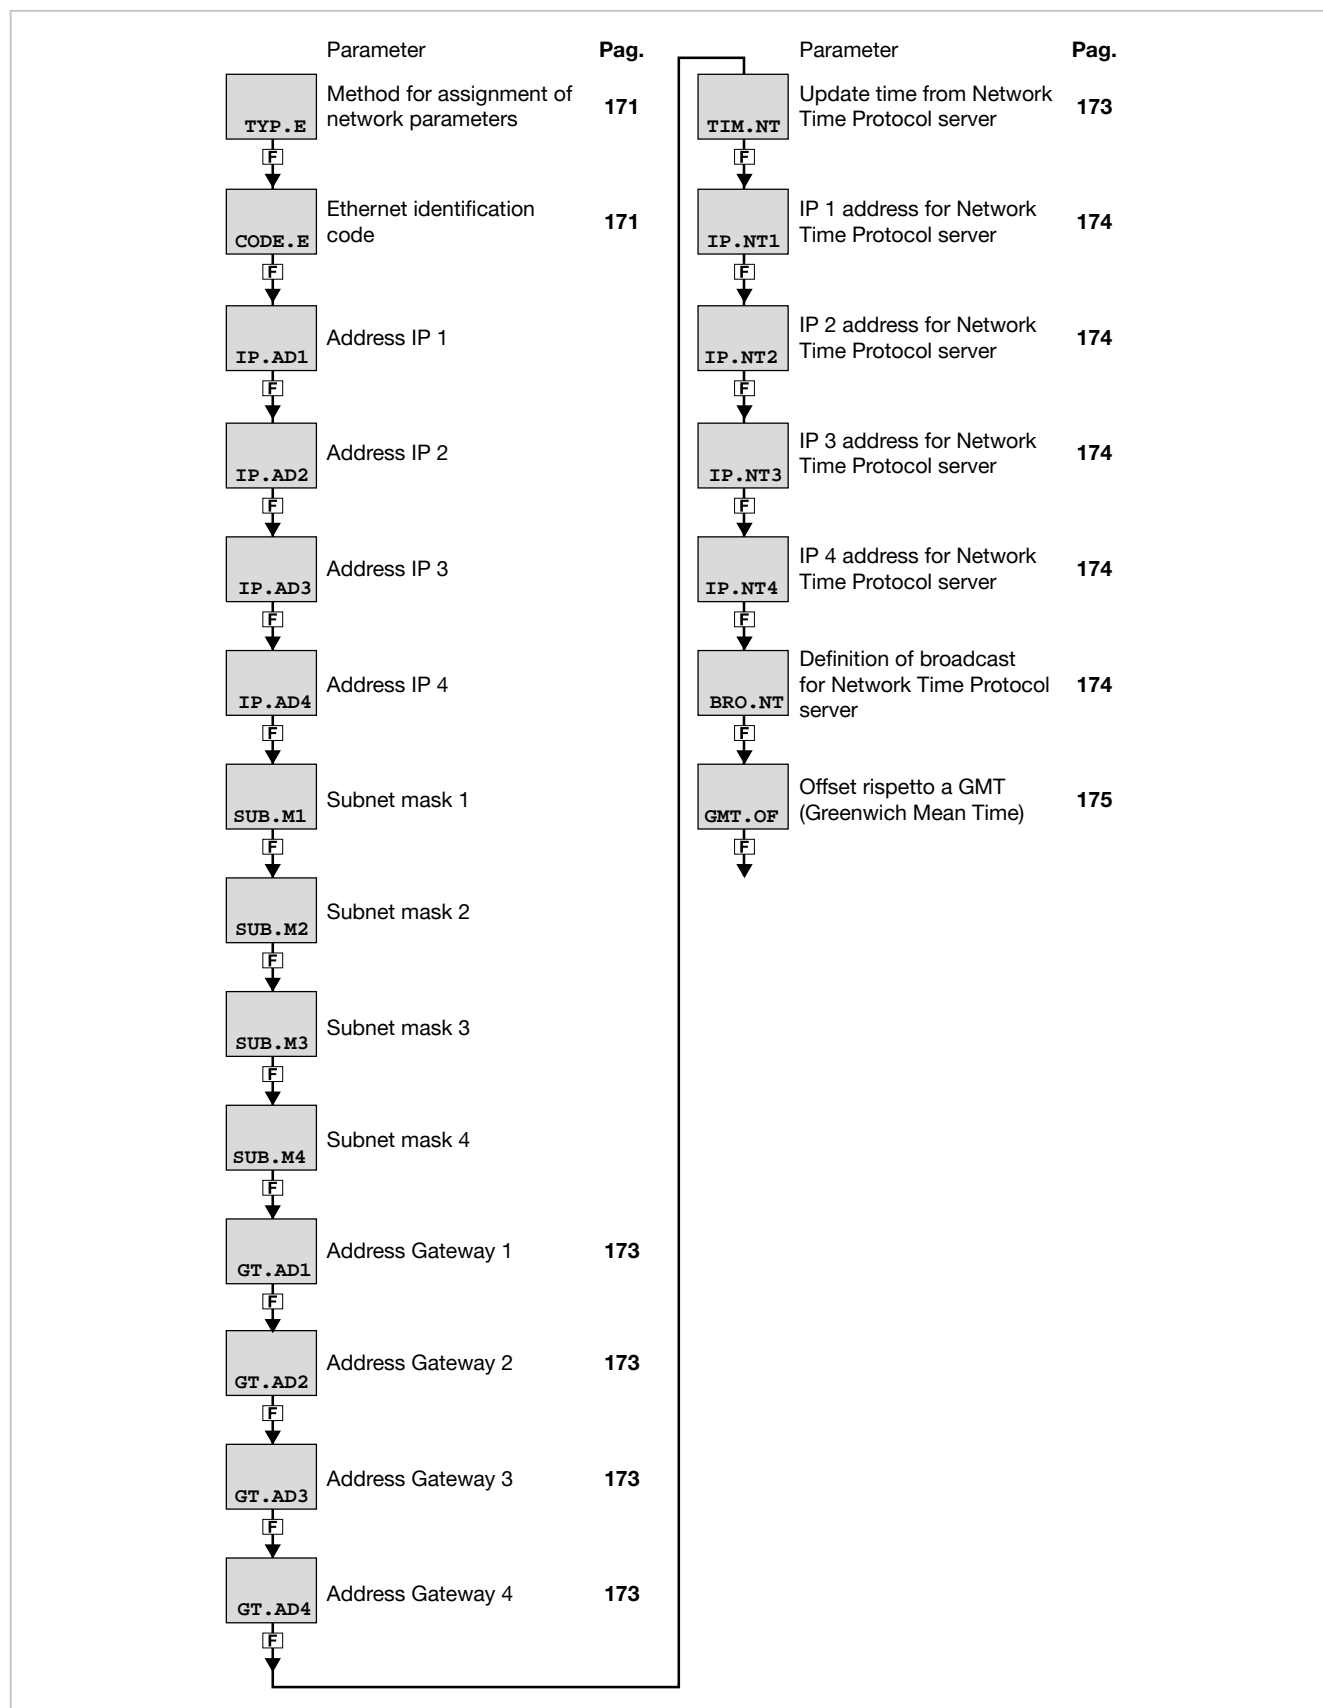 Parameter Pag.
TYP.E
Method for assignment of
network parameters
171
F
CODE.E
Ethernet identification
code
171
F
IP.AD1
Address IP 1
F
IP.AD2
Address IP 2
F
IP.AD3
Address IP 3
F
IP.AD4
Address IP 4
F
SUB.M1
Subnet mask 1
F
SUB.M2
Subnet mask 2
F
SUB.M3
Subnet mask 3
F
SUB.M4
Subnet mask 4
F
GT.AD1
Address Gateway 1
173
F
GT.AD2
Address Gateway 2
173
F
GT.AD3
Address Gateway 3
173
F
GT.AD4
Address Gateway 4
173
F
Parameter Pag.
TIM.NT
Update time from Network
Time Protocol server
173
F
IP.NT1
IP 1 address for Network
Time Protocol server
174
F
IP.NT2
IP 2 address for Network
Time Protocol server
174
F
IP.NT3
IP 3 address for Network
Time Protocol server
174
F
IP.NT4
IP 4 address for Network
Time Protocol server
174
F
BRO.NT
Definition of broadcast
for Network Time Protocol
server
174
F
GMT.OF
Offset rispetto a GMT
(Greenwich Mean Time)
175
F